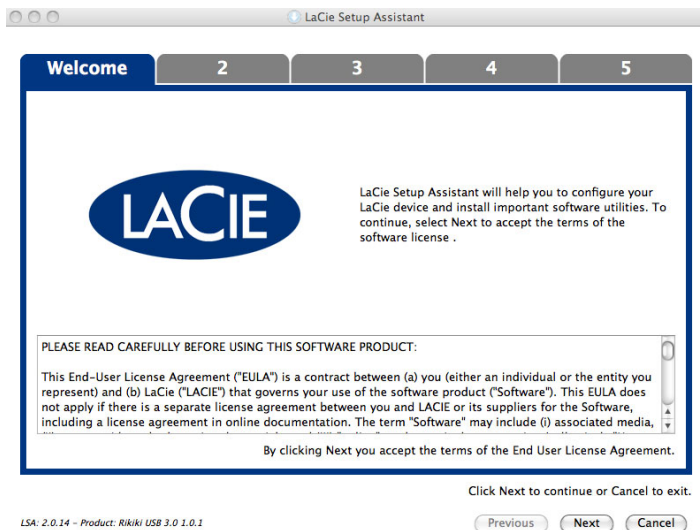 LaCie Setup Assistant
Welcome 2 3 4 5
LACIE
LaCie Setup Assistant will help you to configure your
LaCie device and install important software utilities. To
continue, select Next to accept the terms of the
software license .
PLEASE READ CAREFULLY BEFORE USING THIS SOFTWARE PRODUCT:
This End-User License Agreement ("EULA") is a contract between (a) you (either an individual or the entity you
represent) and (b) LaCie ("LACIE") that governs your use of the software product ("Software"). This EULA does
not apply if there is a separate license agreement between you and LACIE or its suppliers for the Software,
including a license agreement in online documentation. The term "Software" may include (i) associated media,
By clicking Next you accept the terms of the End User License Agreement.
Click Next to continue or Cancel to exit.
LSA: 2.0.14 – Product: Rikiki USB 3.0 1.0.1
Previous Next Cancel